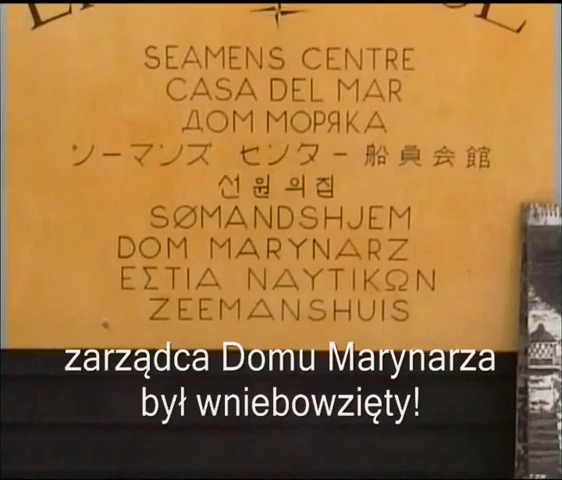 SEAMENS CENTRE
CASA DEL MAR
ДОМ МОРЯКА
ソーマンズ センター 船員会館
선원의집
SØMANDSHJEM
DOM MARYNARZ
ΕΣΤΙΑ ΝΑΥΤΙΚΩΝ
ZEEMANSHUIS
zarządca Domu Marynarza
był wniebowzięty!